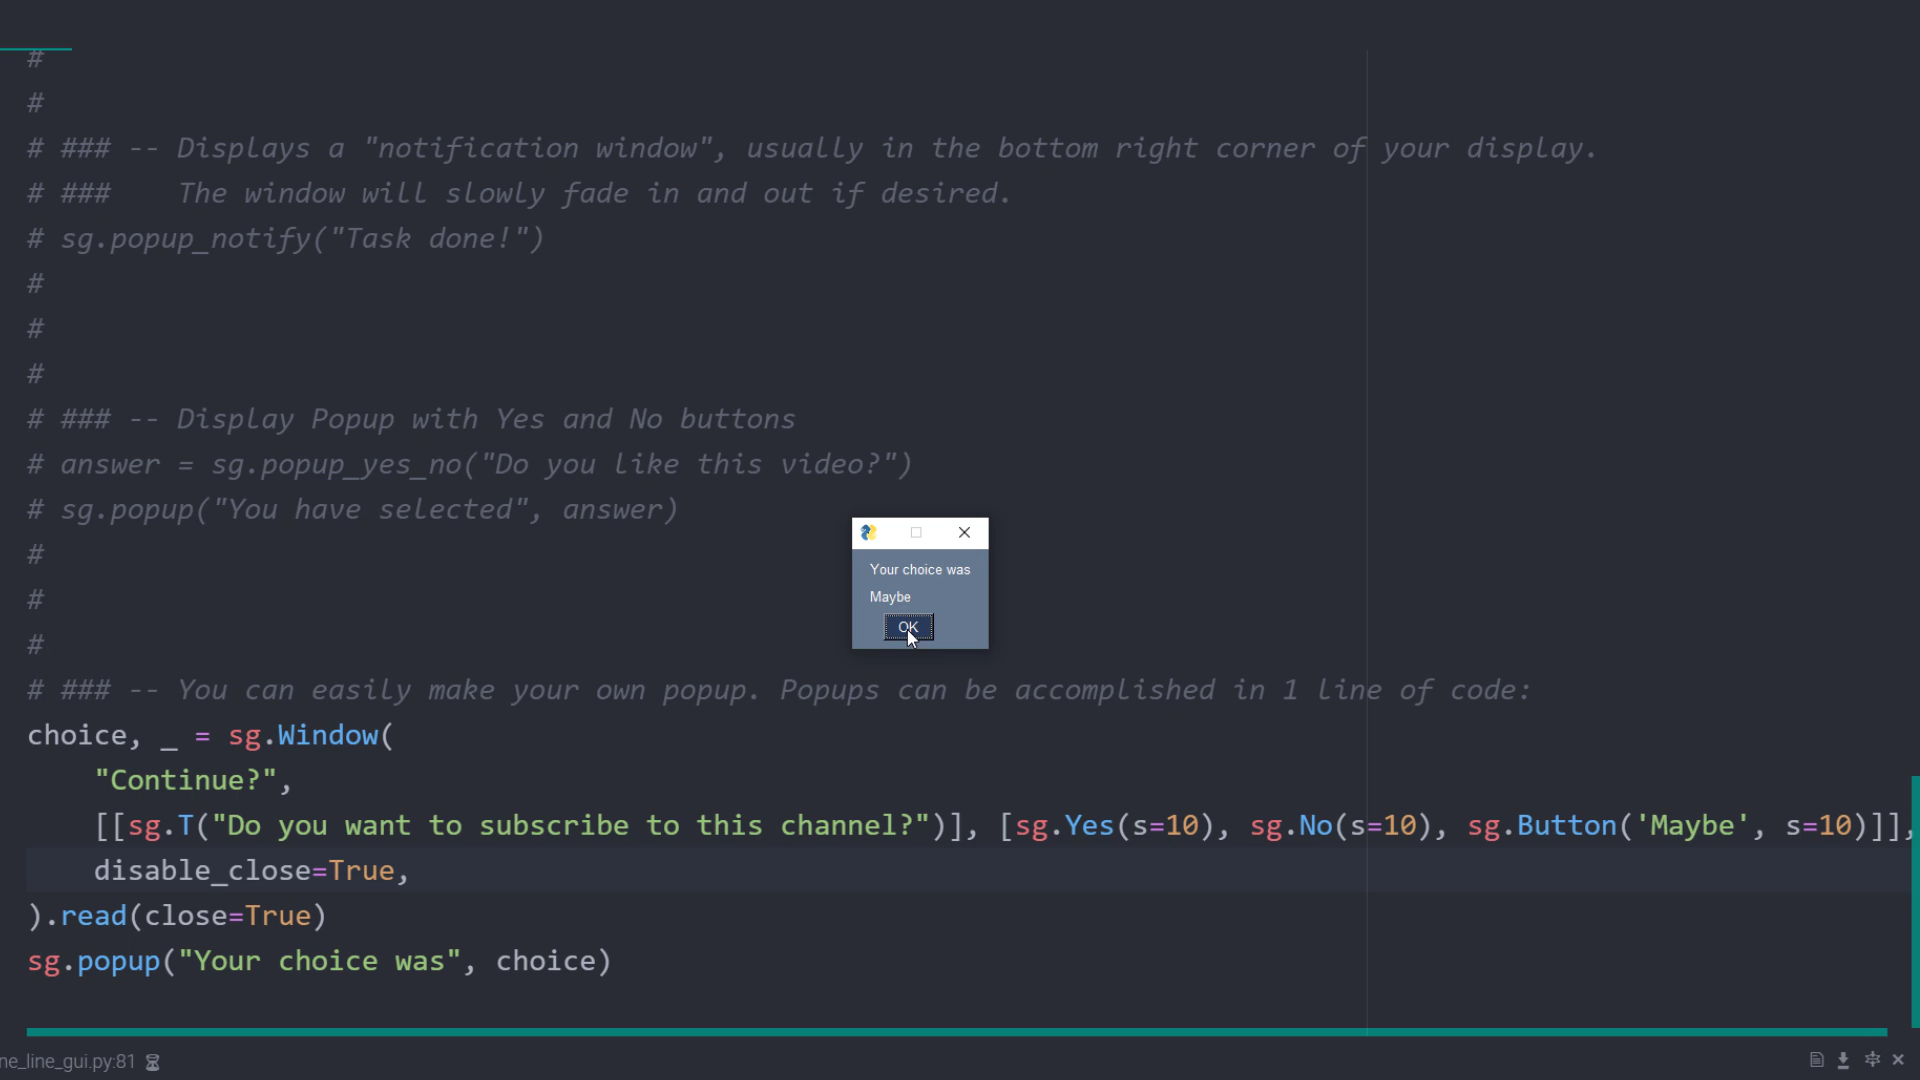 #
#
# ### -- Displays a "notification window", usually in the bottom right corner of your display.
# ###    The window will slowly fade in and out if desired.
# sg.popup_notify("Task done!")
#
#
#
# ### -- Display Popup with Yes and No buttons
# answer = sg.popup_yes_no("Do you like this video?")
# sg.popup("You have selected", answer)
#
#
#
Your choice was
Maybe
OK
# ### -- You can easily make your own popup. Popups can be accomplished in 1 line of code:
choice, _ = sg.Window(
    "Continue?",
    [[sg.T("Do you want to subscribe to this channel?")], [sg.Yes(s=10), sg.No(s=10), sg.Button('Maybe', s=10)]],
    disable_close=True,
).read(close=True)
sg.popup("Your choice was", choice)
ne_line_gui.py:81